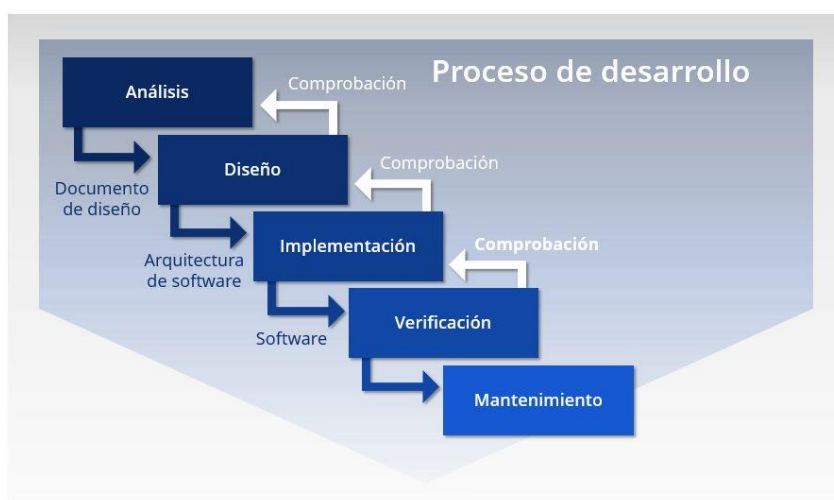 Proceso de desarrollo
Análisis
Comprobación
Diseño
Documento
de diseño
Comprobación
Implementación
Arquitectura
de software
Comprobación
Verificación
Software
Mantenimiento